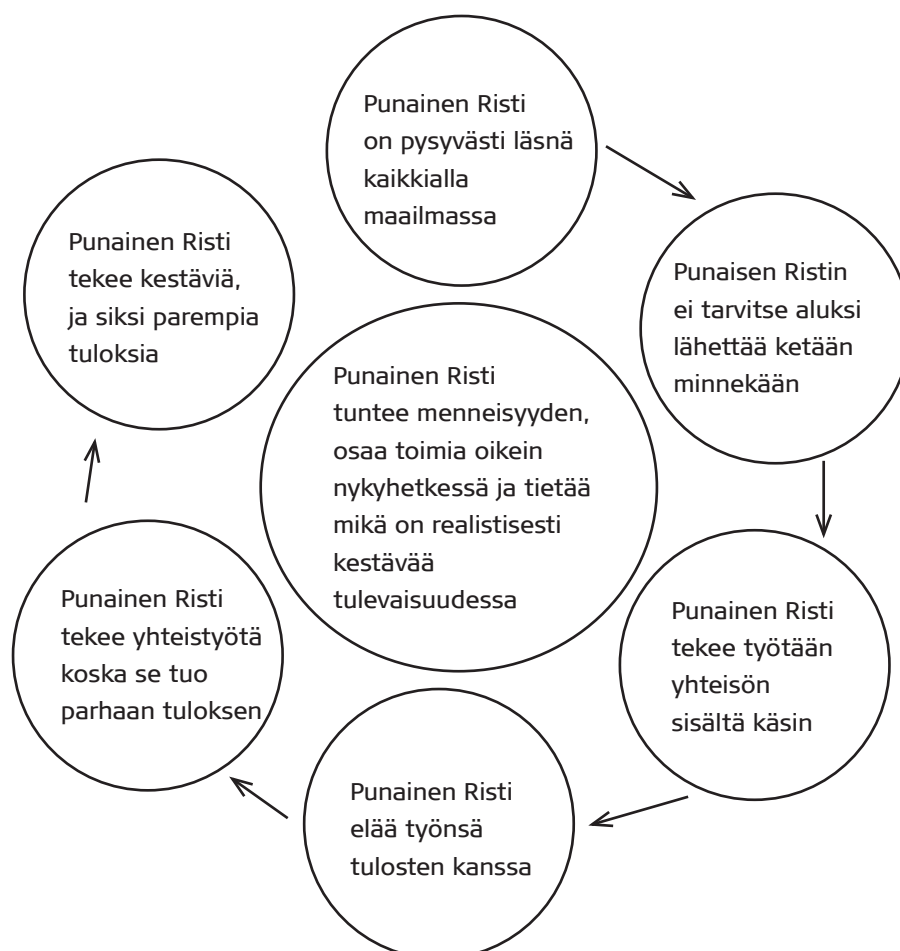 Punainen Risti
on pysyvästi läsnä
kaikkialla
maailmassa
Punaisen Ristin
ei tarvitse aluksi
lähettää ketään
minnekään
Punainen Risti
tekee työtään
yhteisön
sisältä käsin
Punainen Risti
elää työnsä
tulosten kanssa
Punainen Risti
tekee yhteistyötä
koska se tuo
parhaan tuloksen
Punainen Risti
tekee kestäviä,
ja siksi parempia
tuloksia
Punainen Risti
tuntee menneisyyden,
osaa toimia oikein
nykyhetkessä ja tietää
mikä on realistisesti
kestävää
tulevaisuudessa